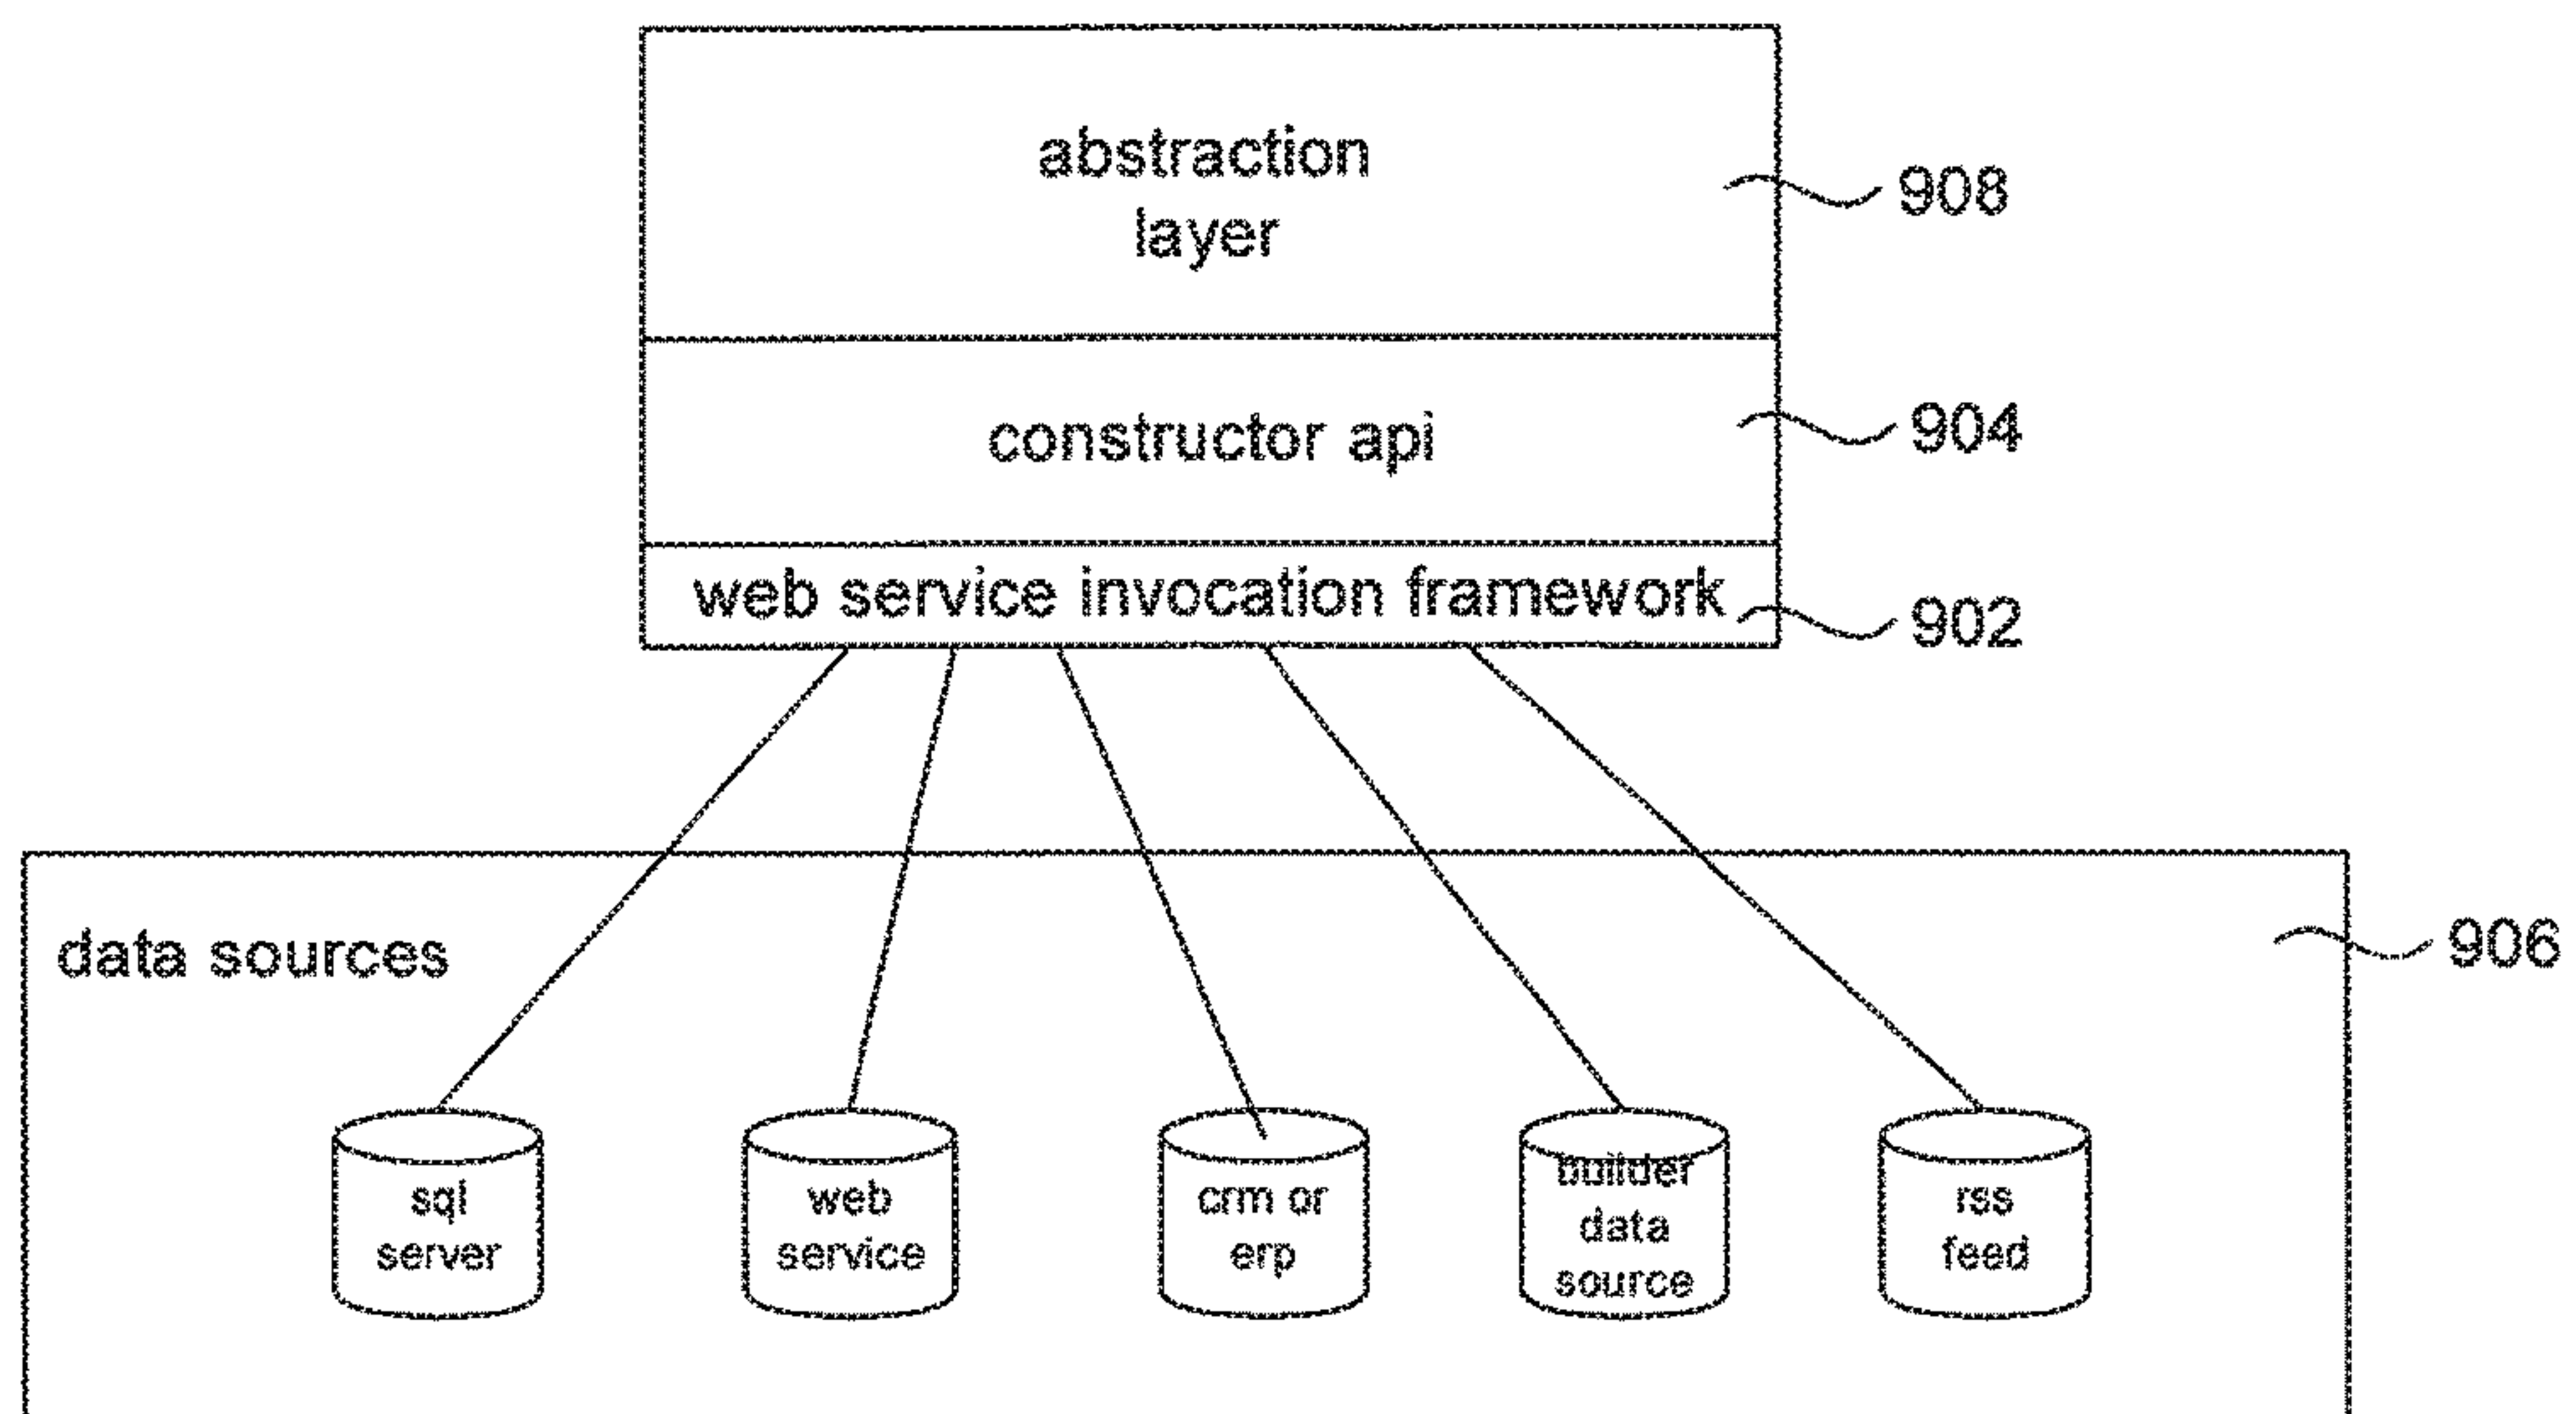 abstraction
layer
908
constructor api
904
web service invocation framework
902
data sources
906
sql
server
web
service
crm or
erp
builder
data
source
rss
feed